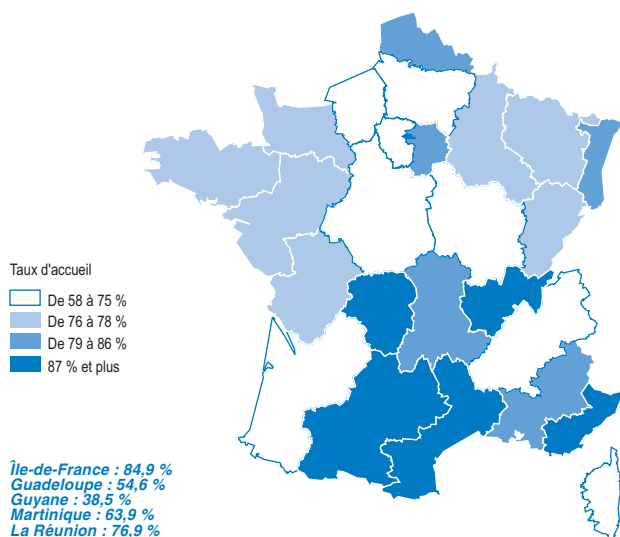 Taux d'accueil
De 58 à 75 %
De 76 à 78 %
De 79 à 86 %
87 % et plus
Île-de-France : 84,9 %
Guadeloupe : 54,6 %
Guyane : 38,5 %
Martinique : 63,9 %
La Réunion : 76,9 %